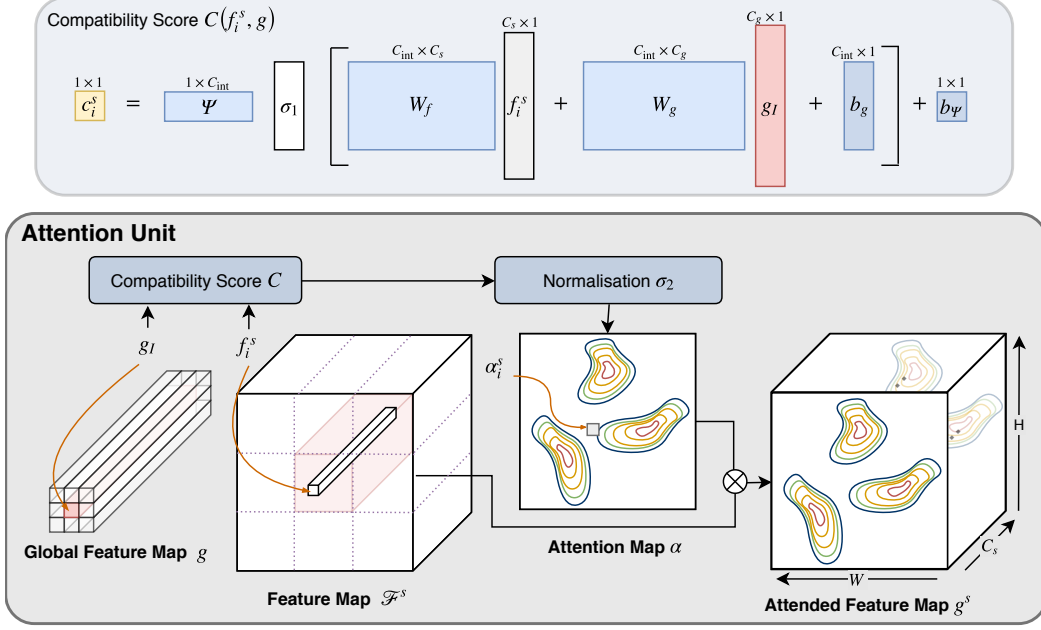 Compatibility Score C(f_i^s, g)
1 × 1
1 × C_int
C_int × C_s
C_s × 1
C_int × C_g
C_g × 1
C_int × 1
1 × 1
c_i^s = Ψ σ_1 [ W_f f_i^s + W_g g_I + b_g ] + b_Ψ
Attention Unit
Compatibility Score C
Normalisation σ_2
g_I
f_i^s
α_i^s
H
Global Feature Map g
Attention Map α
C_s
W
Feature Map ℱ^s
Attended Feature Map g^s